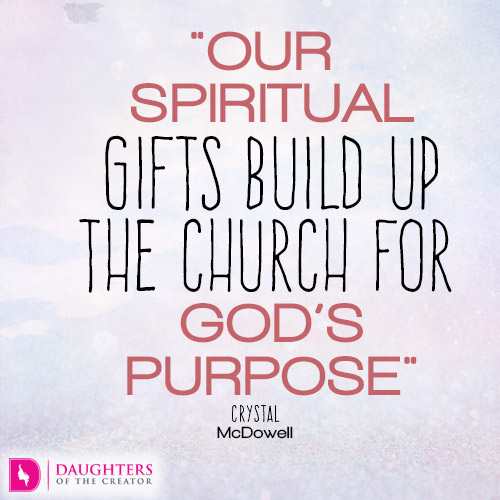 "OUR
SPIRITUAL
GIFTS BUILD UP
THE CHURCH FOR
GOD'S
PURPOSE"
CRYSTAL
McDowell
DAUGHTERS
OF THE CREATOR